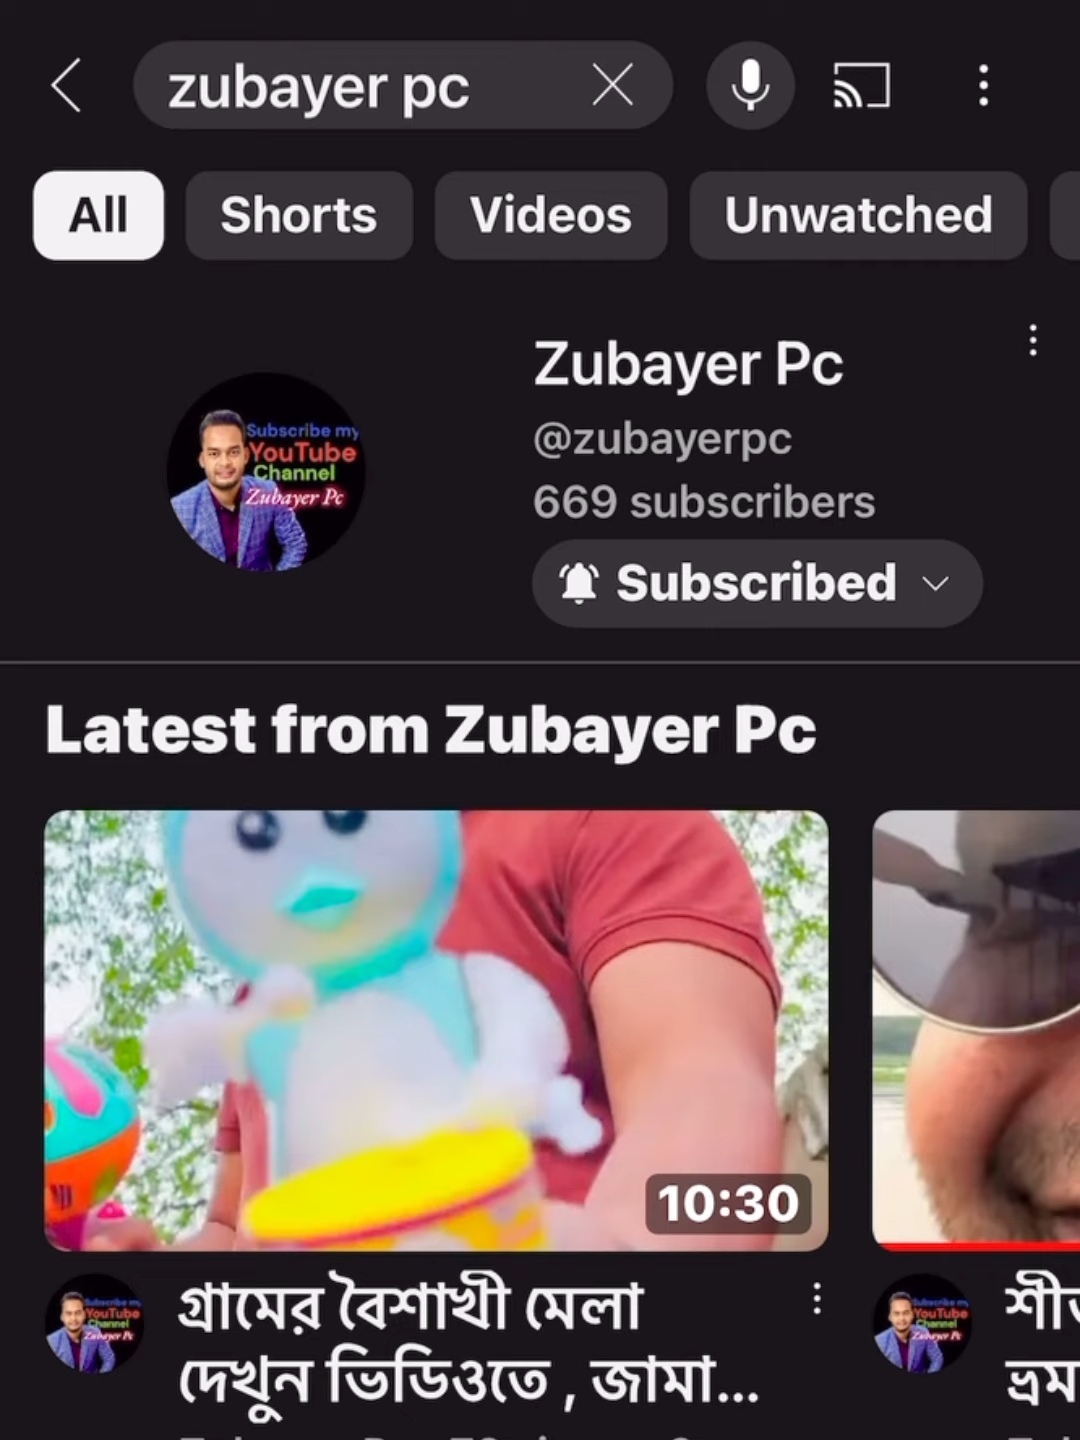 zubayer pc
All Shorts Videos Unwatched
Zubayer Pc
@zubayerpc
669 subscribers
Subscribed
Subscribe my
YouTube
Channel
Zubayer Pc
Latest from Zubayer Pc
10:30
গ্রামের বৈশাখী মেলা
দেখুন ভিডিওতে , জামা...